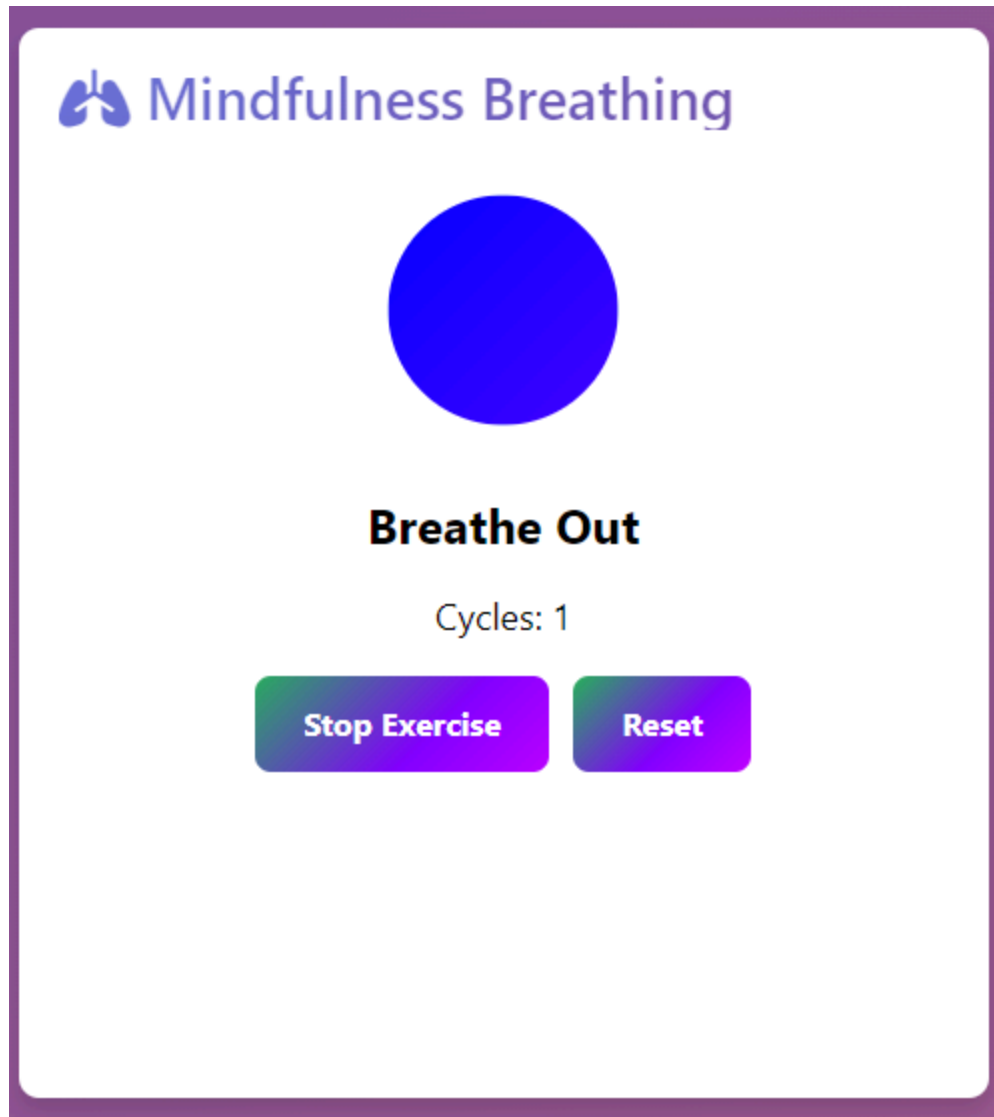 Mindfulness Breathing
Breathe Out
Cycles: 1
Stop Exercise
Reset